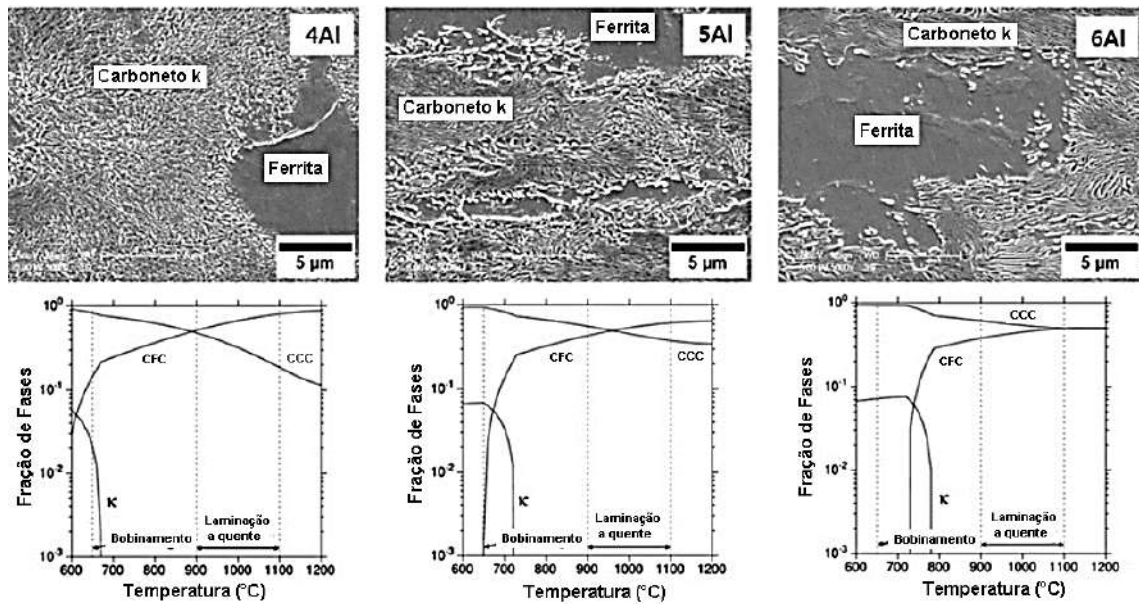 4Al
Carboneto k
Ferrita
5 μm
5Al
Ferrita
Carboneto k
5 μm
6Al
Carboneto k
Ferrita
5 μm
Fração de Fases
10⁰
10⁻¹
10⁻²
10⁻³
CFC
CCC
κ
Bobinamento
Laminação
a quente
600 700 800 900 1000 1100 1200
Temperatura (°C)
Fração de Fases
10⁰
10⁻¹
10⁻²
10⁻³
CFC
CCC
κ
Bobinamento
Laminação
a quente
600 700 800 900 1000 1100 1200
Temperatura (°C)
Fração de Fases
10⁰
10⁻¹
10⁻²
10⁻³
CCC
CFC
κ
Bobinamento
Laminação
a quente
600 700 800 900 1000 1100 1200
Temperatura (°C)